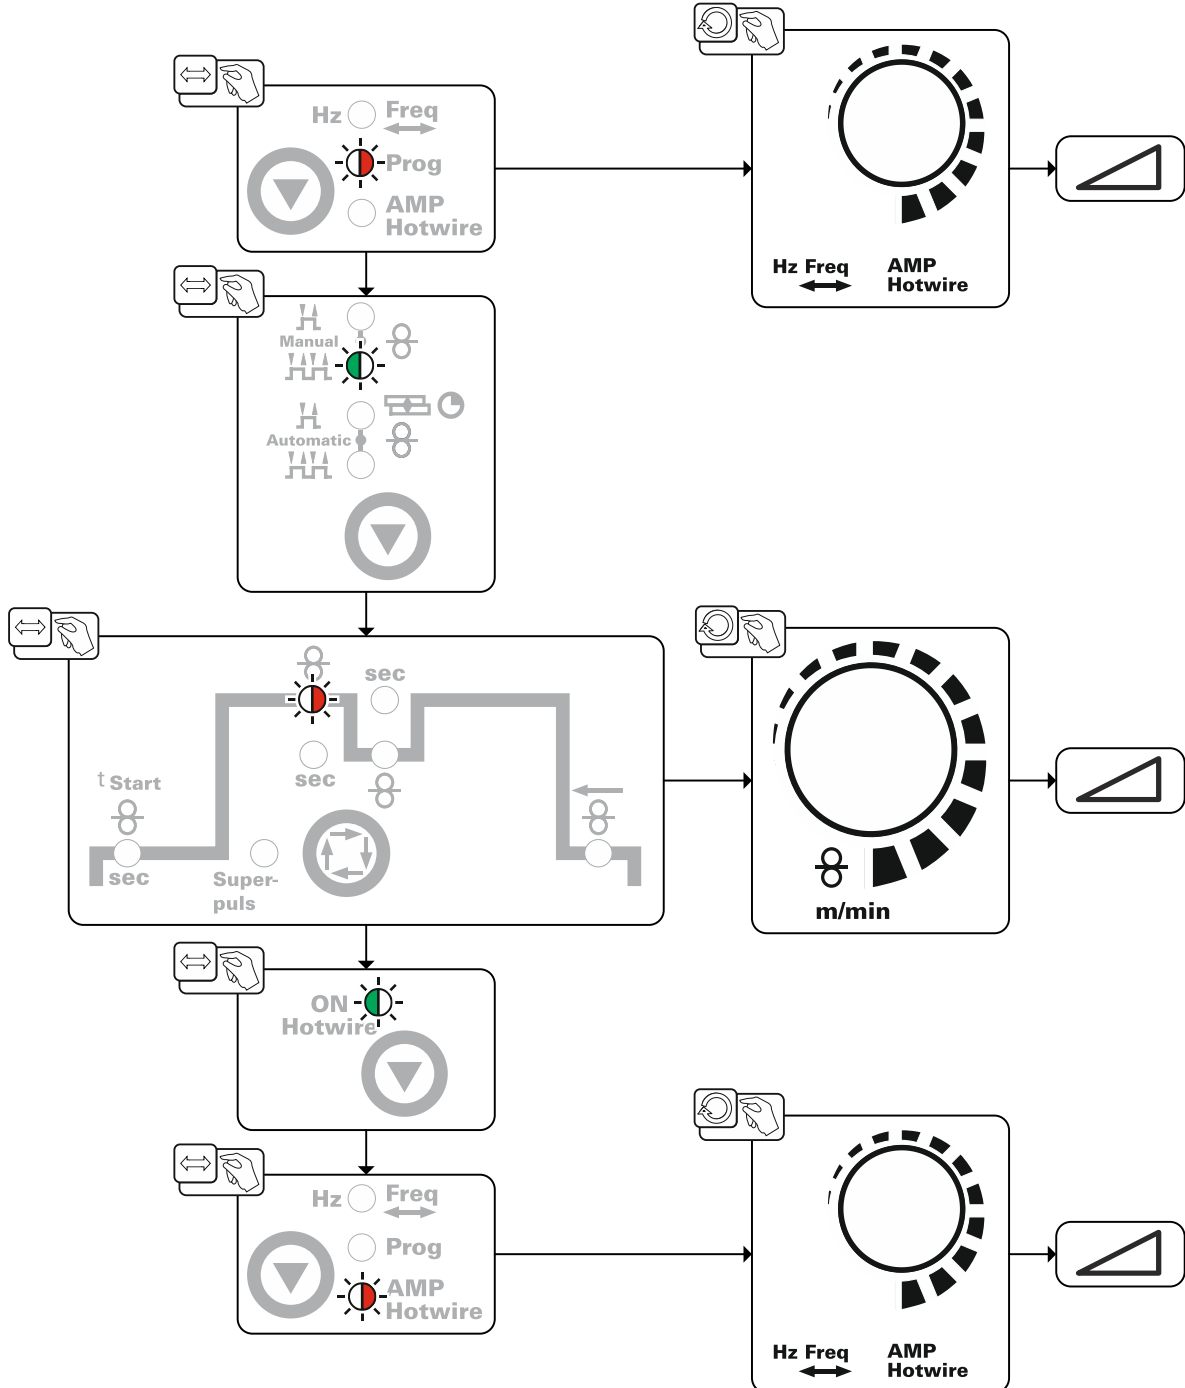 Hz Freq
Prog
AMP
Hotwire
Hz Freq AMP
Hotwire
Manual
Automatic
sec
sec
t Start
sec
Super-
puls
m/min
ON
Hotwire
Hz Freq
Prog
AMP
Hotwire
Hz Freq AMP
Hotwire